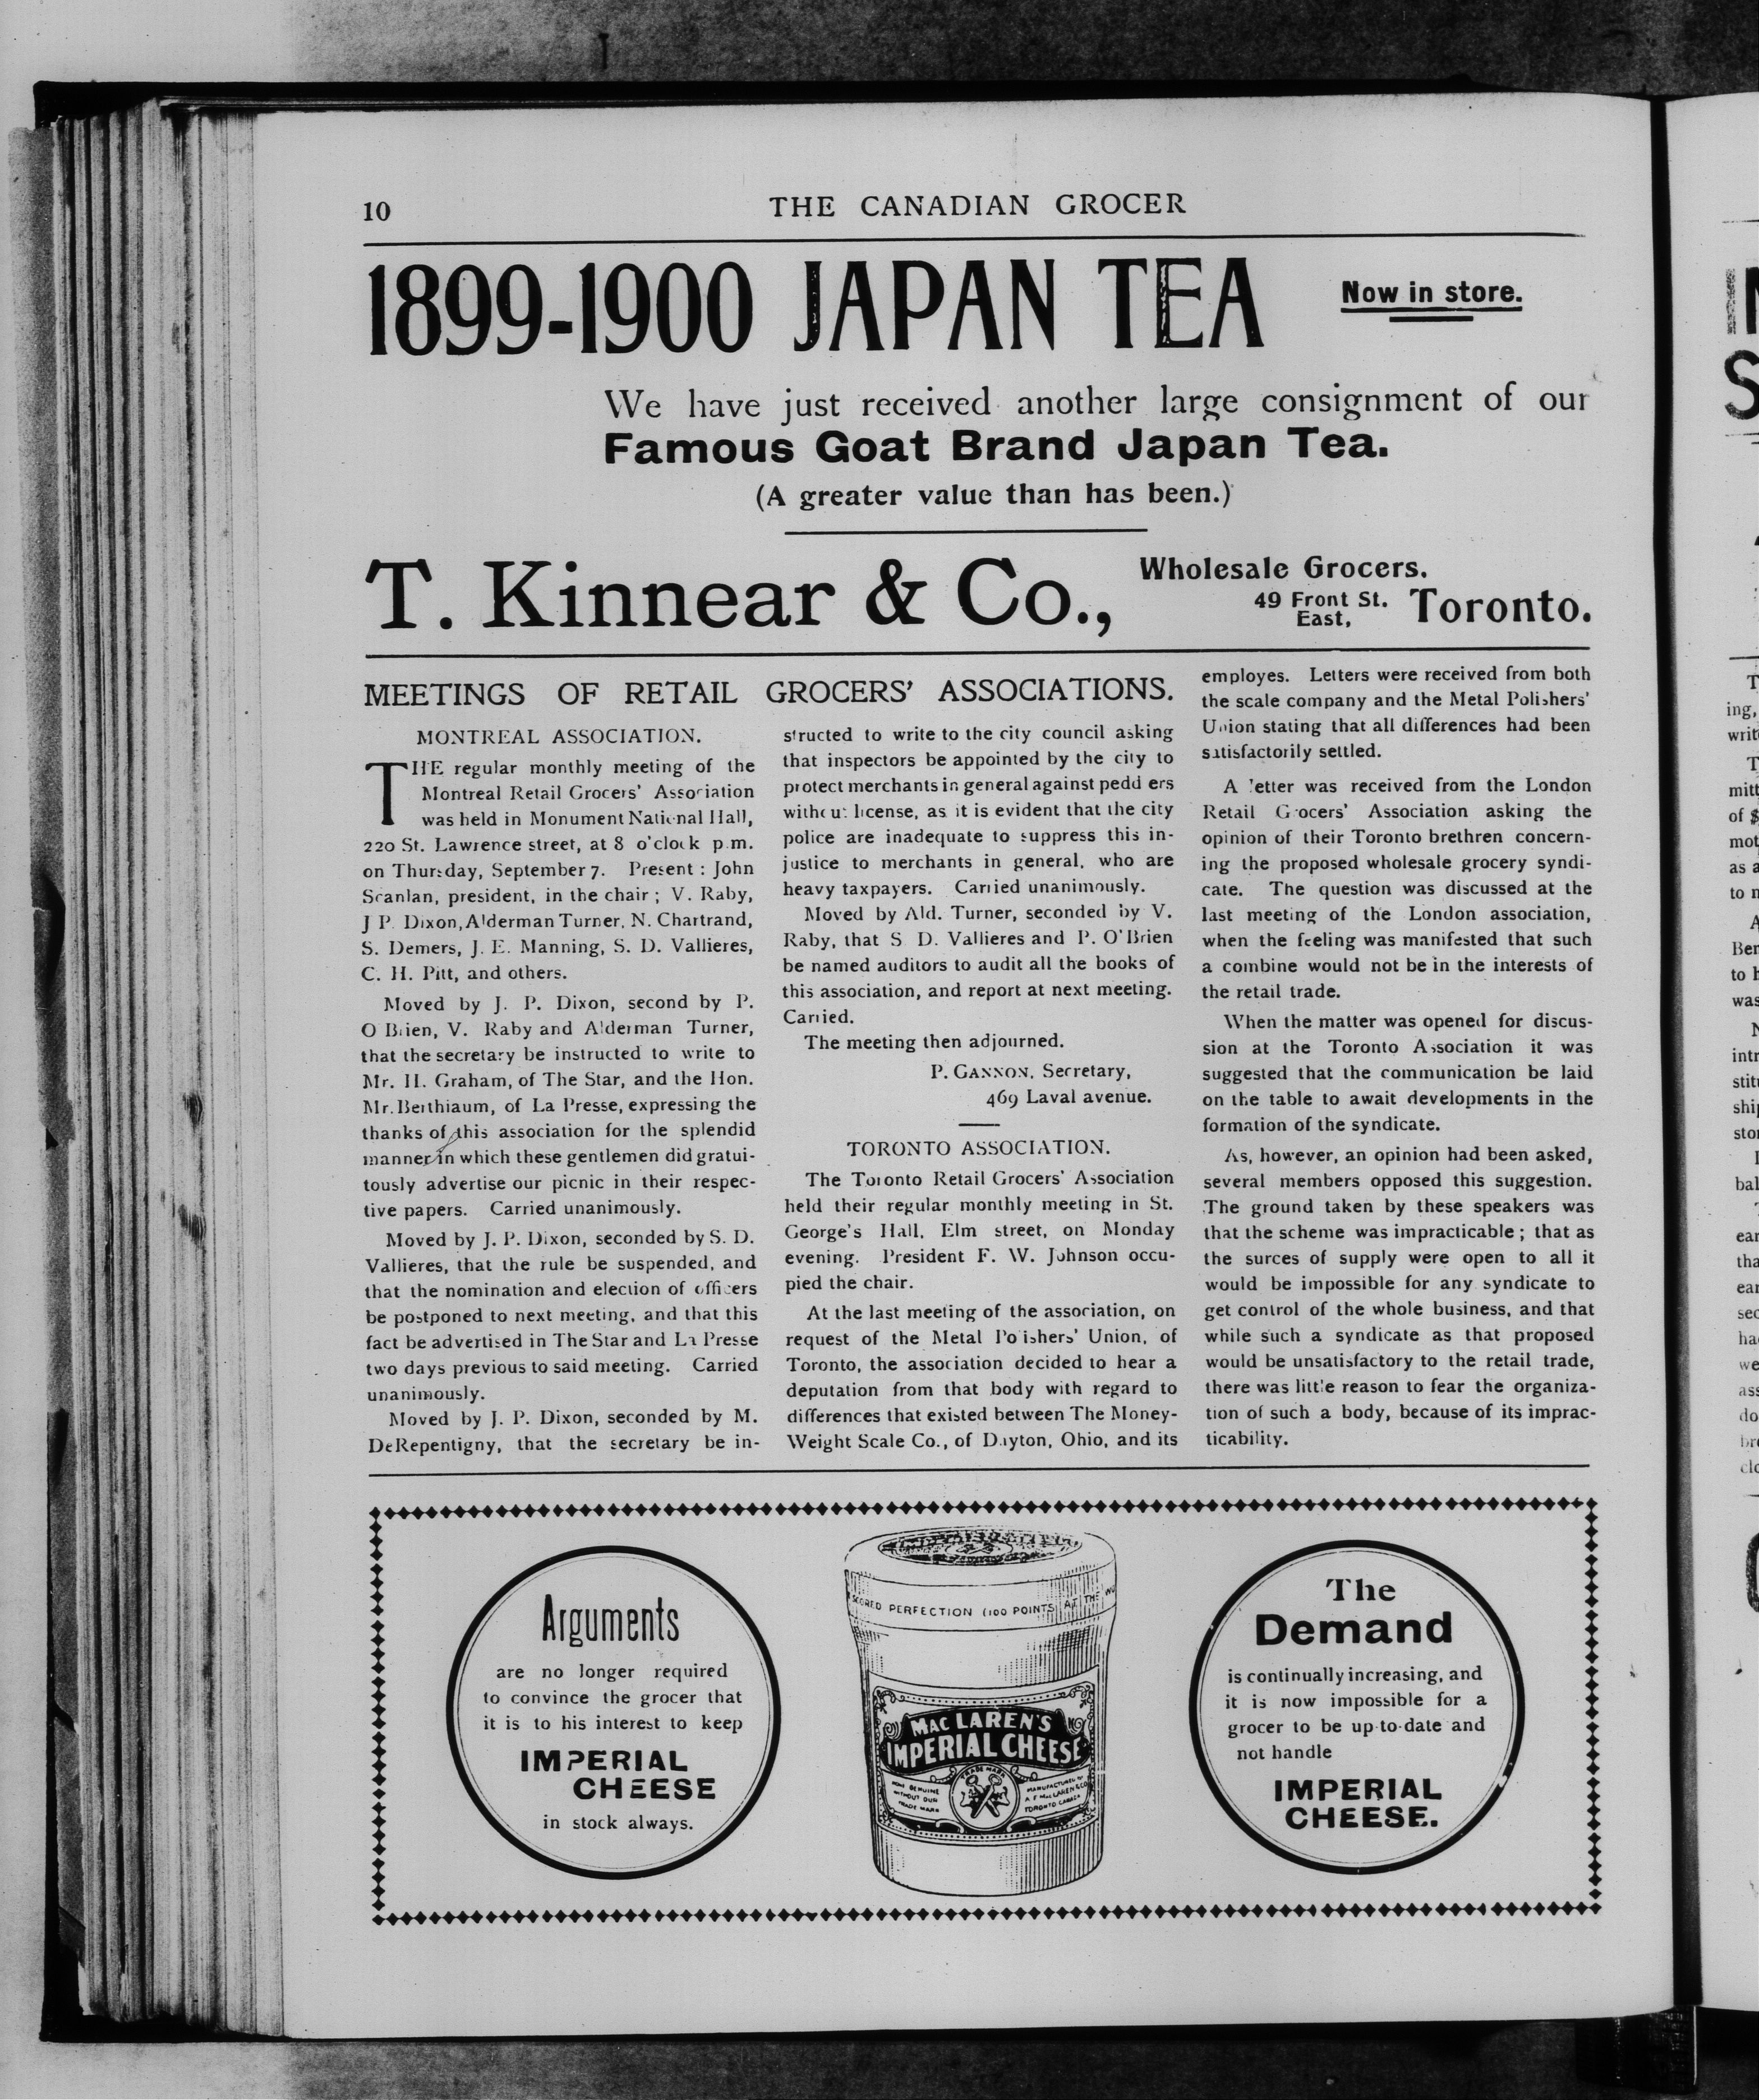 10
THE CANADIAN GROCER
1899-1900 JAPAN TEA
Now in store.
We have just received another large consignment of our
Famous Goat Brand Japan Tea.
(A greater value than has been.)
T. Kinnear & Co.,
Wholesale Grocers.
49 Front St. East,
Toronto.
MEETINGS OF RETAIL GROCERS' ASSOCIATIONS.
MONTREAL ASSOCIATION.
THE regular monthly meeting of the
Montreal Retail Grocers' Association
was held in Monument National Hall,
220 St. Lawrence street, at 8 o'clock p.m.
on Thursday, September 7. Present : John
Scanlan, president, in the chair ; V. Raby,
J P. Dixon, Alderman Turner, N. Chartrand,
S. Demers, J. E. Manning, S. D. Vallieres,
C. H. Pitt, and others.
Moved by J. P. Dixon, second by P.
O Brien, V. Raby and Alderman Turner,
that the secretary be instructed to write to
Mr. H. Graham, of The Star, and the Hon.
Mr. Berthiaum, of La Presse, expressing the
thanks of this association for the splendid
manner in which these gentlemen did gratui-
tously advertise our picnic in their respec-
tive papers. Carried unanimously.
Moved by J. P. Dixon, seconded by S. D.
Vallieres, that the rule be suspended, and
that the nomination and election of officers
be postponed to next meeting, and that this
fact be advertised in The Star and La Presse
two days previous to said meeting. Carried
unanimously.
Moved by J. P. Dixon, seconded by M.
DeRepentigny, that the secretary be in-
structed to write to the city council asking
that inspectors be appointed by the city to
protect merchants in general against pedd ers
without license, as it is evident that the city
police are inadequate to suppress this in-
justice to merchants in general, who are
heavy taxpayers. Carried unanimously.
Moved by Ald. Turner, seconded by V.
Raby, that S D. Vallieres and P. O'Brien
be named auditors to audit all the books of
this association, and report at next meeting.
Carried.
The meeting then adjourned.
P. GANNON, Secretary,
469 Laval avenue.
TORONTO ASSOCIATION.
The Toronto Retail Grocers' Association
held their regular monthly meeting in St.
George's Hall, Elm street, on Monday
evening. President F. W. Johnson occu-
pied the chair.
At the last meeting of the association, on
request of the Metal Polishers' Union, of
Toronto, the association decided to hear a
deputation from that body with regard to
differences that existed between The Money-
Weight Scale Co., of Dayton, Ohio, and its
employes. Letters were received from both
the scale company and the Metal Polishers'
Union stating that all differences had been
satisfactorily settled.
A letter was received from the London
Retail Grocers' Association asking the
opinion of their Toronto brethren concern-
ing the proposed wholesale grocery syndi-
cate. The question was discussed at the
last meeting of the London association,
when the feeling was manifested that such
a combine would not be in the interests of
the retail trade.
When the matter was opened for discus-
sion at the Toronto Association it was
suggested that the communication be laid
on the table to await developments in the
formation of the syndicate.
As, however, an opinion had been asked,
several members opposed this suggestion.
The ground taken by these speakers was
that the scheme was impracticable ; that as
the surces of supply were open to all it
would be impossible for any syndicate to
get control of the whole business, and that
while such a syndicate as that proposed
would be unsatisfactory to the retail trade,
there was little reason to fear the organiza-
tion of such a body, because of its imprac-
ticability.
Arguments
are no longer required
to convince the grocer that
it is to his interest to keep
IMPERIAL
CHEESE
in stock always.
SCORED PERFECTION (100 POINTS) AT THE
MAC LAREN'S
IMPERIAL CHEESE
TRADE MARK
NONE GENUINE
WITHOUT OUR
TRADE MARK
MANUFACTURED BY
A. F. MacLAREN & CO
TORONTO CANADA
The
Demand
is continually increasing, and
it is now impossible for a
grocer to be up-to-date and
not handle
IMPERIAL
CHEESE.